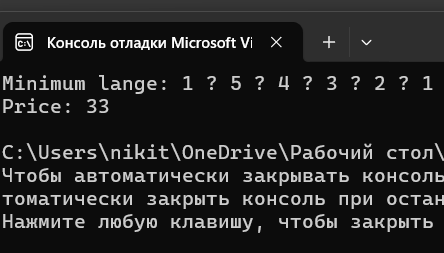 Консоль отладки Microsoft Vi
Minimum lange: 1 ? 5 ? 4 ? 3 ? 2 ? 1
Price: 33
C:\Users\nikit\OneDrive\Рабочий стол\
Чтобы автоматически закрывать консоль
томатически закрыть консоль при остан
Нажмите любую клавишу, чтобы закрыть